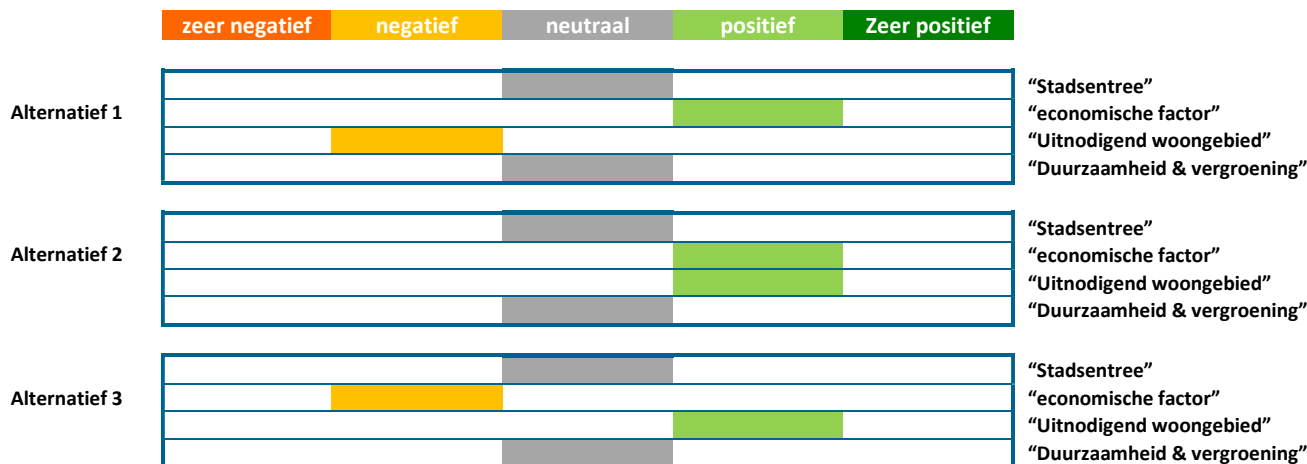 zeer negatief negatief neutraal positief Zeer positief
“Stadsentree”
Alternatief 1 “economische factor”
“Uitnodigend woongebied”
“Duurzaamheid & vergroening”
“Stadsentree”
Alternatief 2 “economische factor”
“Uitnodigend woongebied”
“Duurzaamheid & vergroening”
“Stadsentree”
Alternatief 3 “economische factor”
“Uitnodigend woongebied”
“Duurzaamheid & vergroening”